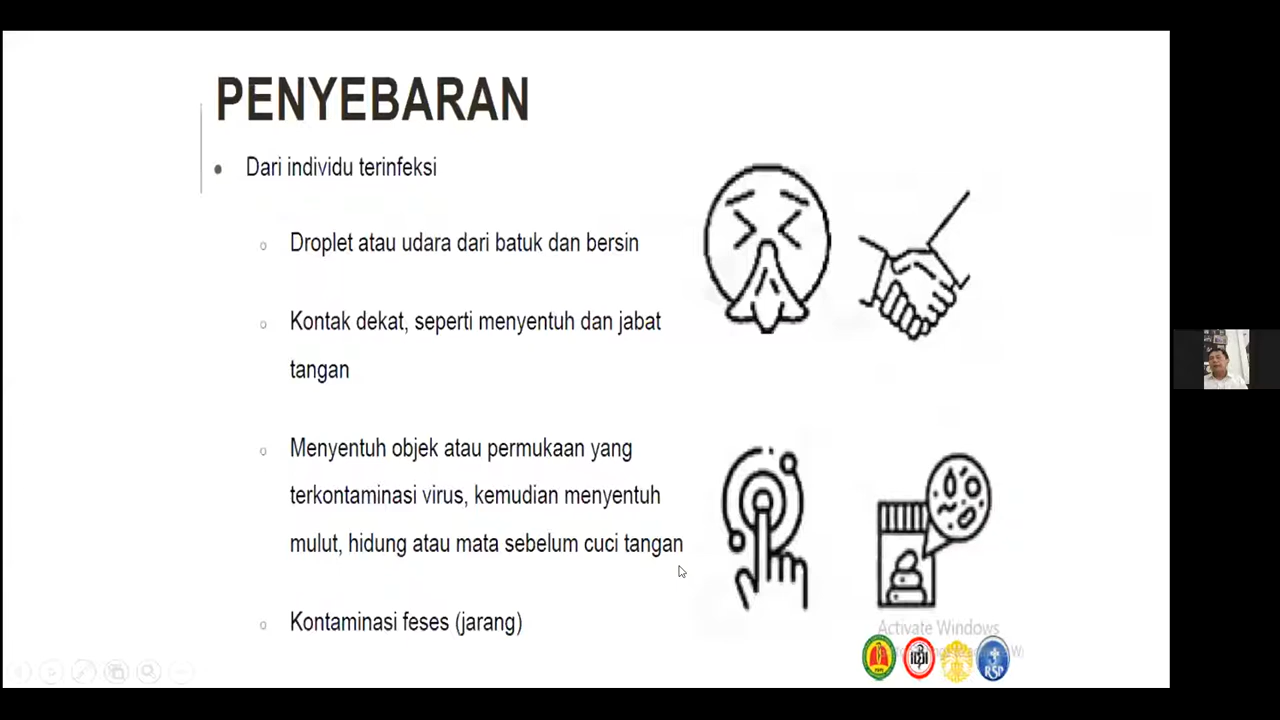 PENYEBARAN
Dari individu terinfeksi
Droplet atau udara dari batuk dan bersin
Kontak dekat, seperti menyentuh dan jabat
tangan
Menyentuh objek atau permukaan yang
terkontaminasi virus, kemudian menyentuh
mulut, hidung atau mata sebelum cuci tangan
Kontaminasi feses (jarang)
Activate Windows
RSP